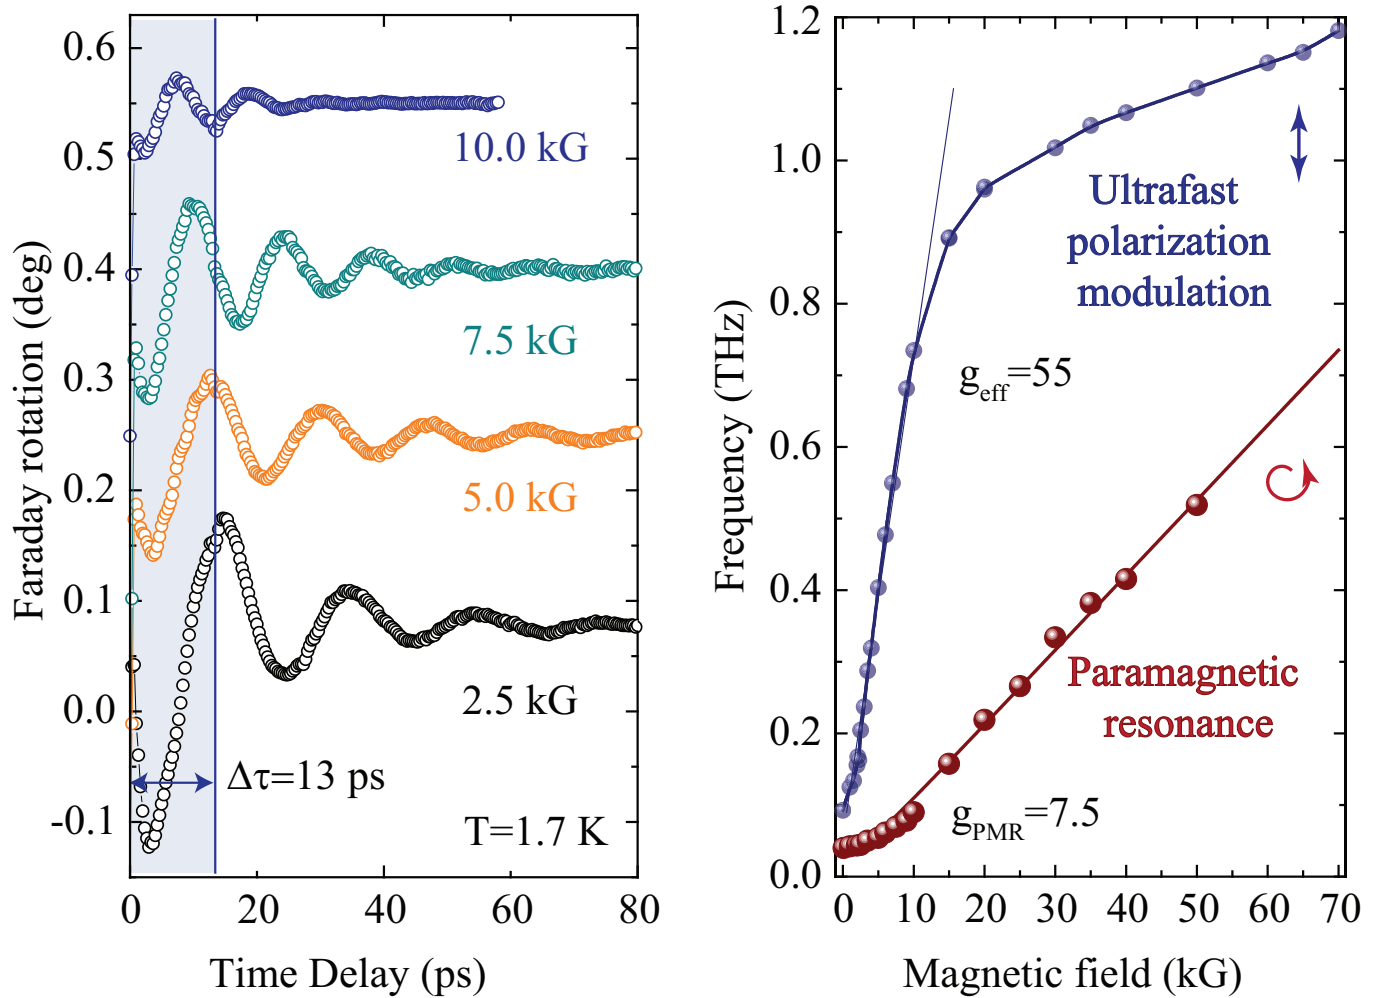 Faraday rotation (deg)
0.6
0.5
0.4
0.3
0.2
0.1
0.0
-0.1
10.0 kG
7.5 kG
5.0 kG
2.5 kG
Δτ=13 ps
T=1.7 K
0 20 40 60 80
Time Delay (ps)
Frequency (THz)
1.2
1.0
0.8
0.6
0.4
0.2
0.0
Ultrafast
polarization
modulation
g_eff=55
Paramagnetic
resonance
g_PMR=7.5
0 10 20 30 40 50 60 70
Magnetic field (kG)